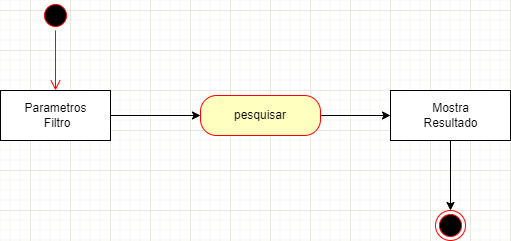 Parametros
Filtro
pesquisar
Mostra
Resultado